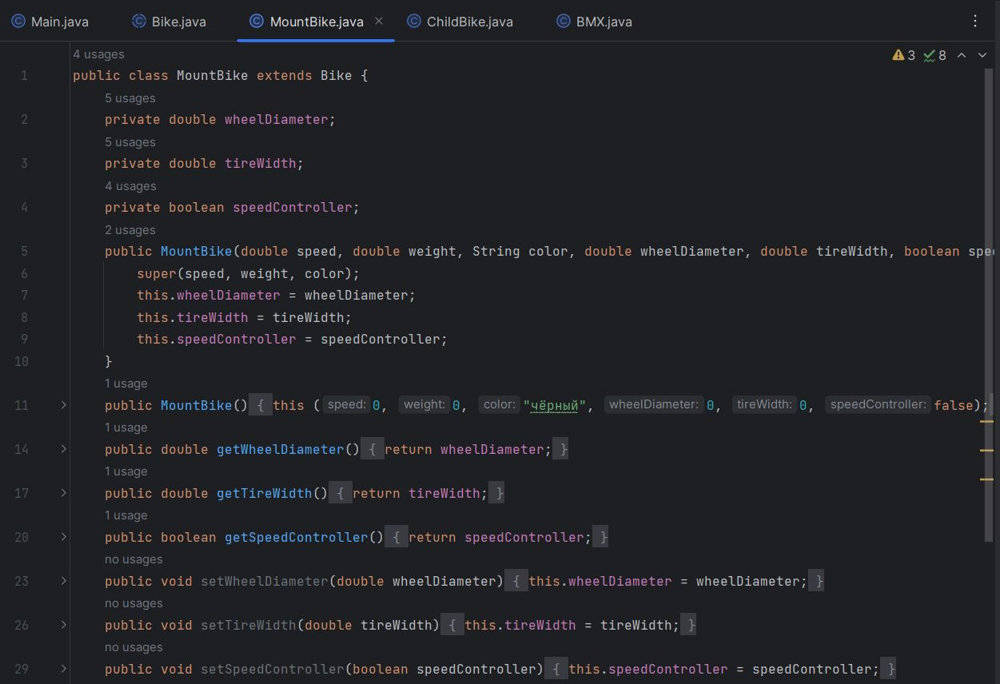 Main.java Bike.java MountBike.java ChildBike.java BMX.java
4 usages 3 8
1 public class MountBike extends Bike {
5 usages
2 private double wheelDiameter;
5 usages
3 private double tireWidth;
4 usages
4 private boolean speedController;
2 usages
5 public MountBike(double speed, double weight, String color, double wheelDiameter, double tireWidth, boolean spee
6 super(speed, weight, color);
7 this.wheelDiameter = wheelDiameter;
8 this.tireWidth = tireWidth;
9 this.speedController = speedController;
10 }
1 usage
11 public MountBike() { this ( speed: 0, weight: 0, color: "чёрный", wheelDiameter: 0, tireWidth: 0, speedController: false);
1 usage
14 public double getWheelDiameter() { return wheelDiameter; }
1 usage
17 public double getTireWidth() { return tireWidth; }
1 usage
20 public boolean getSpeedController() { return speedController; }
no usages
23 public void setWheelDiameter(double wheelDiameter) { this.wheelDiameter = wheelDiameter; }
no usages
26 public void setTireWidth(double tireWidth) { this.tireWidth = tireWidth; }
no usages
29 public void setSpeedController(boolean speedController) { this.speedController = speedController; }